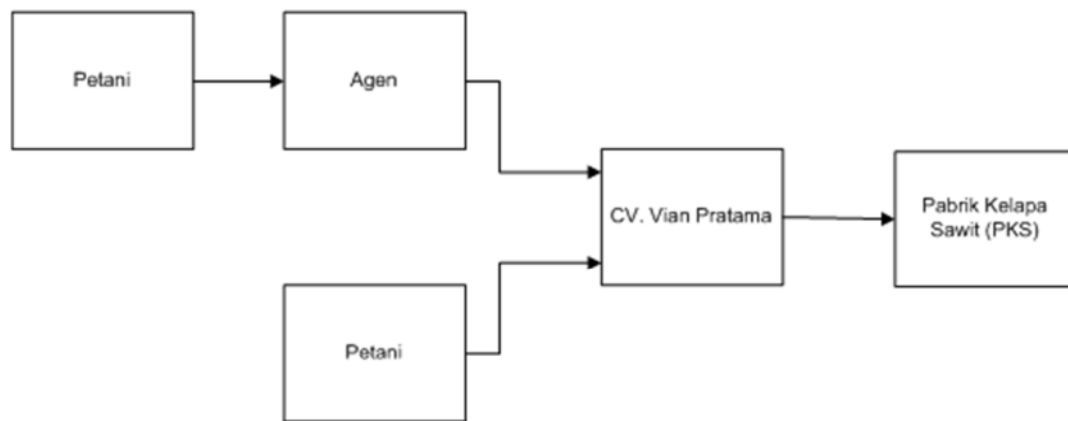 Petani
Agen
CV. Vian Pratama
Pabrik Kelapa
Sawit (PKS)
Petani